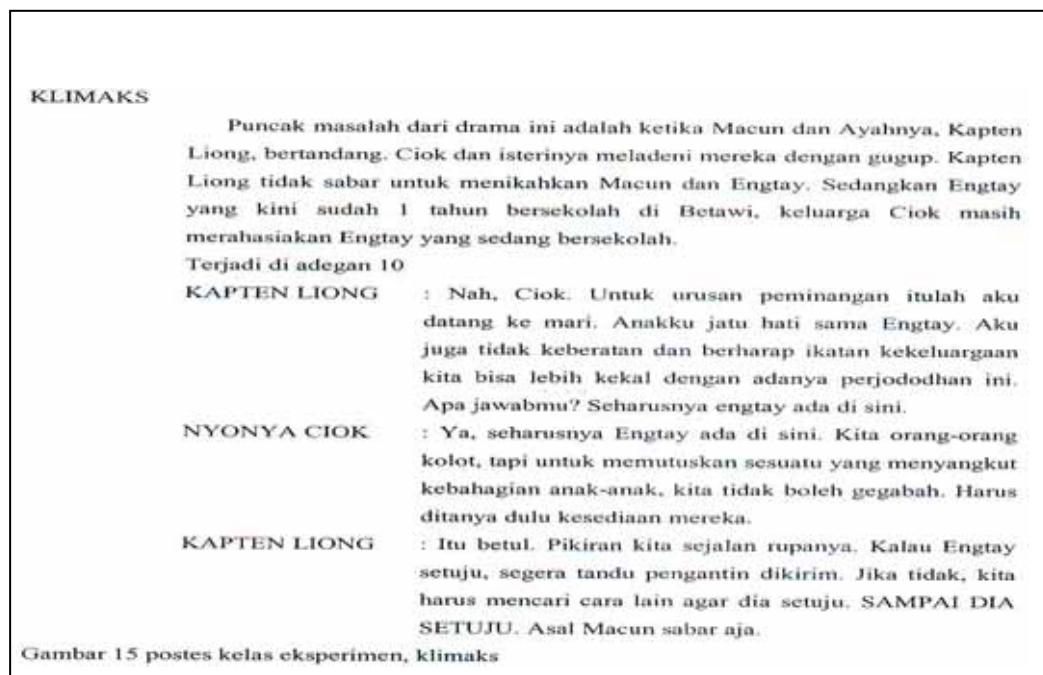 KLIMAKS
Puncak masalah dari drama ini adalah ketika Macun dan Ayahnya, Kapten
Liong, bertandang. Ciok dan isterinya meladeni mereka dengan gugup. Kapten
Liong tidak sabar untuk menikahkan Macun dan Engtay. Sedangkan Engtay
yang kini sudah 1 tahun bersekolah di Betawi, keluarga Ciok masih
merahasiakan Engtay yang sedang bersekolah.
Terjadi di adegan 10
KAPTEN LIONG : Nah, Ciok. Untuk urusan peminangan itulah aku
datang ke mari. Anakku jatu hati sama Engtay. Aku
juga tidak keberatan dan berharap ikatan kekeluargaan
kita bisa lebih kekal dengan adanya perjododhan ini.
Apa jawabmu? Seharusnya engtay ada di sini.
NYONYA CIOK : Ya, seharusnya Engtay ada di sini. Kita orang-orang
kolot, tapi untuk memutuskan sesuatu yang menyangkut
kebahagian anak-anak, kita tidak boleh gegabah. Harus
ditanya dulu kesediaan mereka.
KAPTEN LIONG : Itu betul. Pikiran kita sejalan rupanya. Kalau Engtay
setuju, segera tandu pengantin dikirim. Jika tidak, kita
harus mencari cara lain agar dia setuju. SAMPAI DIA
SETUJU. Asal Macun sabar aja.
Gambar 15 postes kelas eksperimen, klimaks